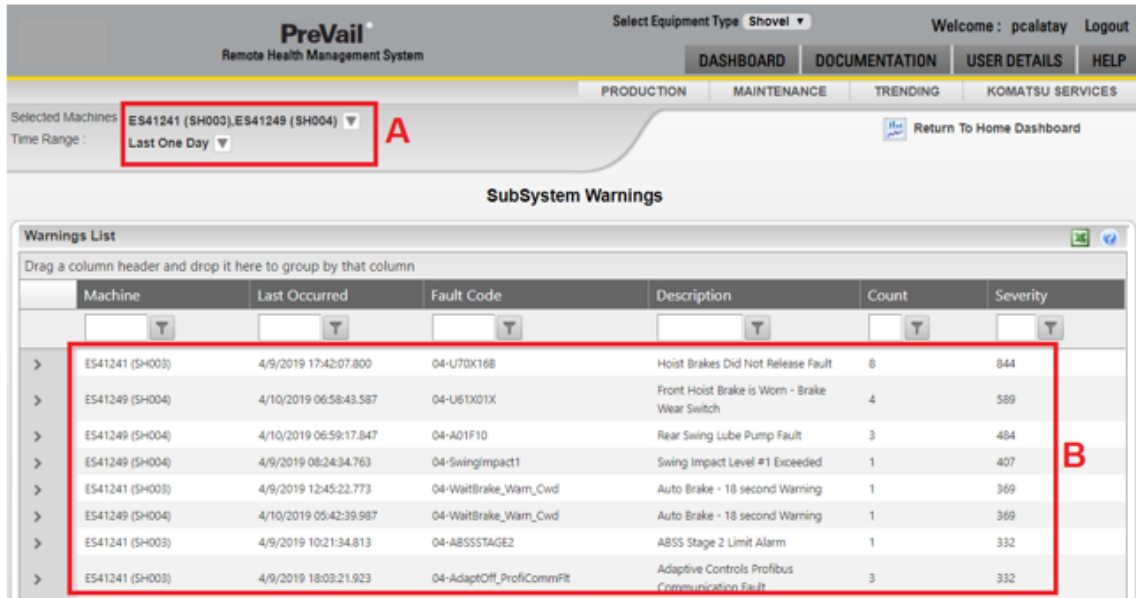 PreVail
Remote Health Management System
Select Equipment Type Shovel
Welcome : pcalatay Logout
DASHBOARD DOCUMENTATION USER DETAILS HELP
PRODUCTION MAINTENANCE TRENDING KOMATSU SERVICES
Selected Machines ES41241 (SH003),ES41249 (SH004)
Time Range : Last One Day
A
Return To Home Dashboard
SubSystem Warnings
Warnings List
Drag a column header and drop it here to group by that column
Machine Last Occurred Fault Code Description Count Severity
ES41241 (SH003) 4/9/2019 17:42:07.800 04-U70X16B Hoist Brakes Did Not Release Fault 8 844
ES41249 (SH004) 4/10/2019 06:58:43.587 04-U61X01X Front Hoist Brake is Worn - Brake
Wear Switch 4 589
ES41249 (SH004) 4/10/2019 06:59:17.847 04-A01F10 Rear Swing Lube Pump Fault 3 484
ES41249 (SH004) 4/9/2019 08:24:34.763 04-SwingImpact1 Swing Impact Level #1 Exceeded 1 407
B
ES41241 (SH003) 4/9/2019 12:45:22.773 04-WaitBrake_Warn_Cwd Auto Brake - 18 second Warning 1 369
ES41249 (SH004) 4/10/2019 05:42:39.987 04-WaitBrake_Warn_Cwd Auto Brake - 18 second Warning 1 369
ES41241 (SH003) 4/9/2019 10:21:34.813 04-ABSSSTAGE2 ABSS Stage 2 Limit Alarm 1 332
ES41241 (SH003) 4/9/2019 18:03:21.923 04-AdaptOff_ProfiCommFlt Adaptive Controls Profibus
Communication Fault 3 332